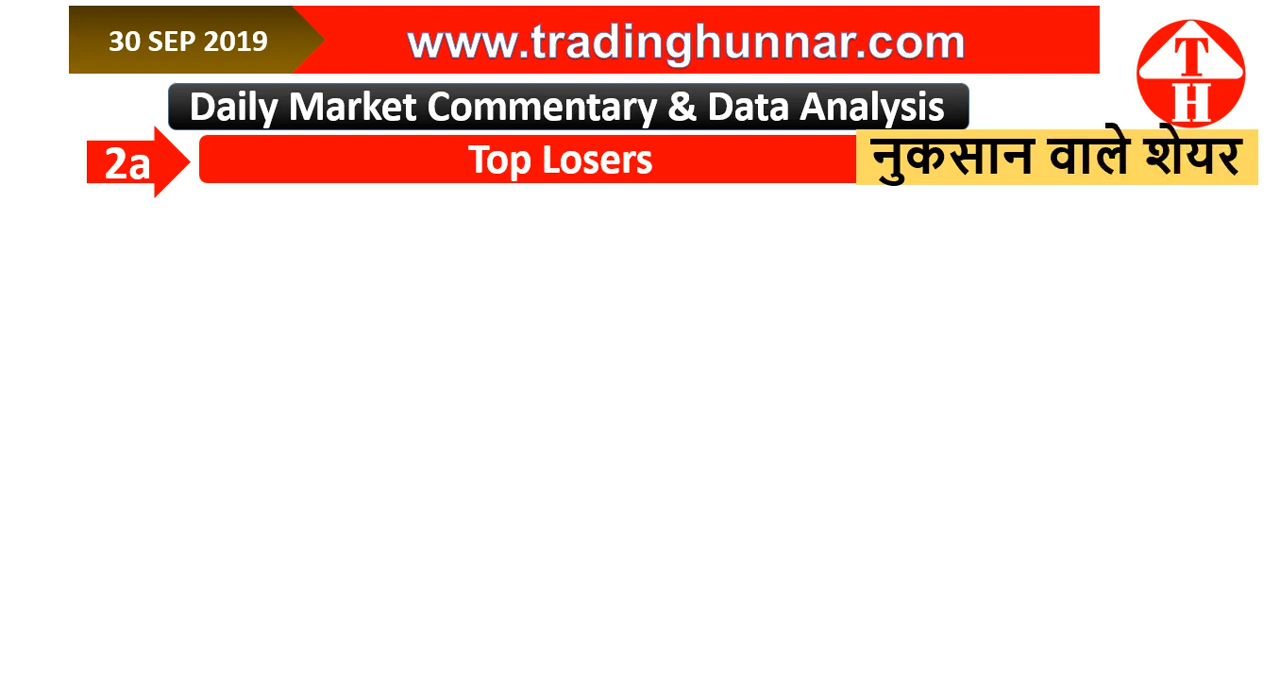 30 SEP 2019
www.tradinghunnar.com
T
H
Daily Market Commentary & Data Analysis
2a
Top Losers
नुकसान वाले शेयर